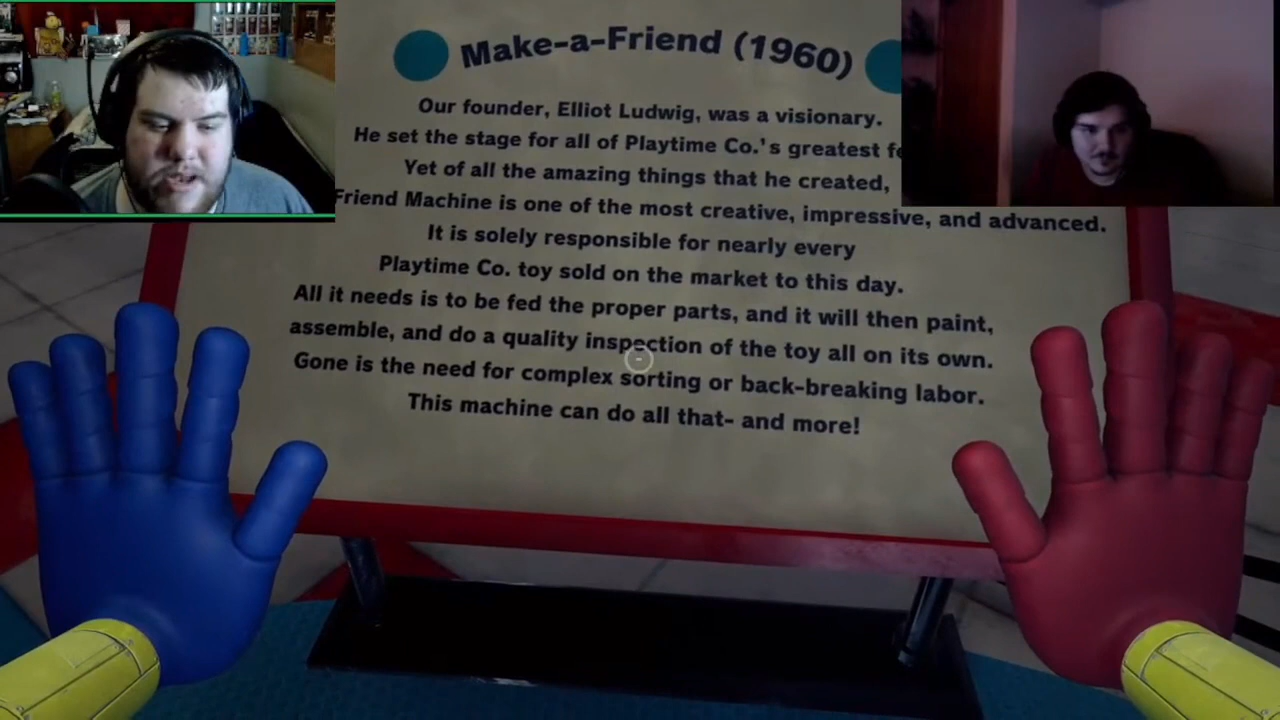 Make-a-Friend (1960)
Our founder, Elliot Ludwig, was a visionary.
He set the stage for all of Playtime Co.'s greatest
Yet of all the amazing things that he created,
Friend Machine is one of the most creative, impressive, and advanced.
It is solely responsible for nearly every
Playtime Co. toy sold on the market to this day.
All it needs is to be fed the proper parts, and it will then paint,
assemble, and do a quality inspection of the toy all on its own.
Gone is the need for complex sorting or back-breaking labor.
This machine can do all that- and more!